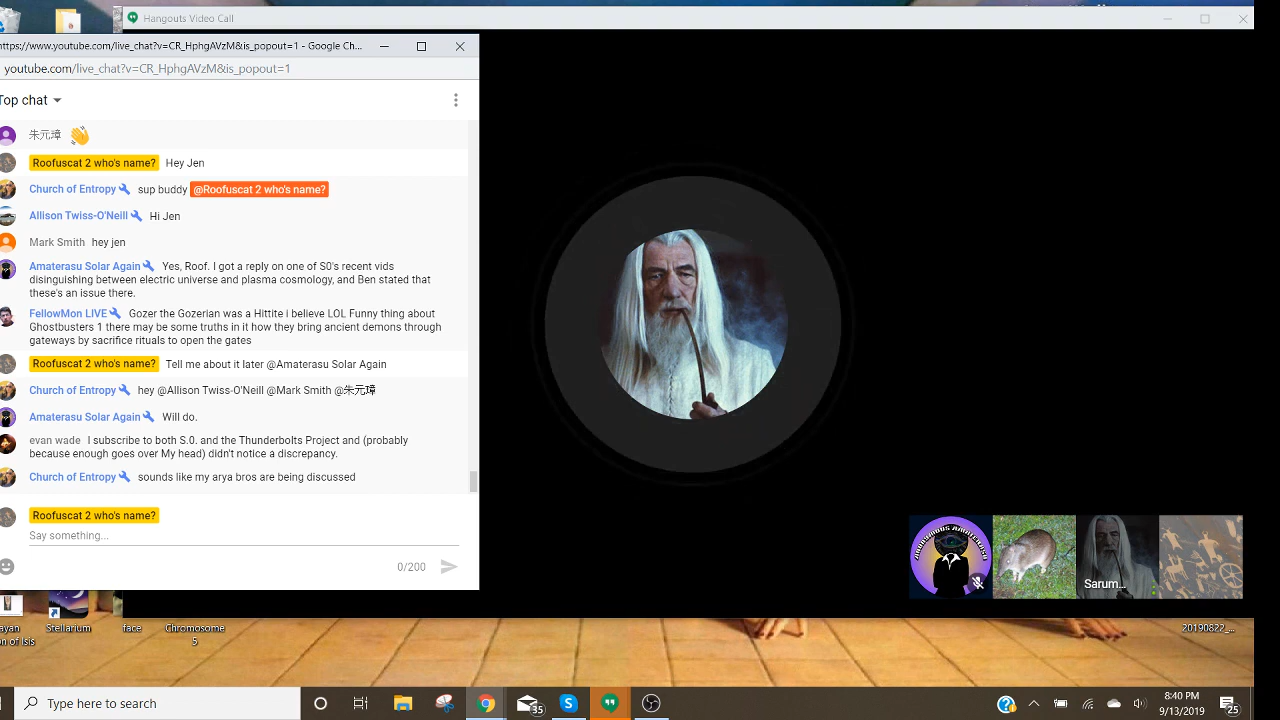 Hangouts Video Call
https://www.youtube.com/live_chat?v=CR_HphgAVzM&is_popout=1 - Google Ch...
youtube.com/live_chat?v=CR_HphgAVzM&is_popout=1
Top chat
朱元璋 👋
Roofuscat 2 who's name? Hey Jen
Church of Entropy sup buddy @Roofuscat 2 who's name?
Allison Twiss-O'Neill Hi Jen
Mark Smith hey jen
Amaterasu Solar Again Yes, Roof. I got a reply on one of S0's recent vids
disinguishing between electric universe and plasma cosmology, and Ben stated that
these's an issue there.
FellowMon LIVE Gozer the Gozerian was a Hittite i believe LOL Funny thing about
Ghostbusters 1 there may be some truths in it how they bring ancient demons through
gateways by sacrifice rituals to open the gates
Roofuscat 2 who's name? Tell me about it later @Amaterasu Solar Again
Church of Entropy hey @Allison Twiss-O'Neill @Mark Smith @朱元璋
Amaterasu Solar Again Will do.
evan wade I subscribe to both S.0. and the Thunderbolts Project and (probably
because enough goes over My head) didn't notice a discrepancy.
Church of Entropy sounds like my arya bros are being discussed
Roofuscat 2 who's name?
Say something...
0/200
Sarum...
ayan
on of Isis
Stellarium
face
Chromosome
5
20190822_...
Type here to search
35
S
8:40 PM
9/13/2019
25